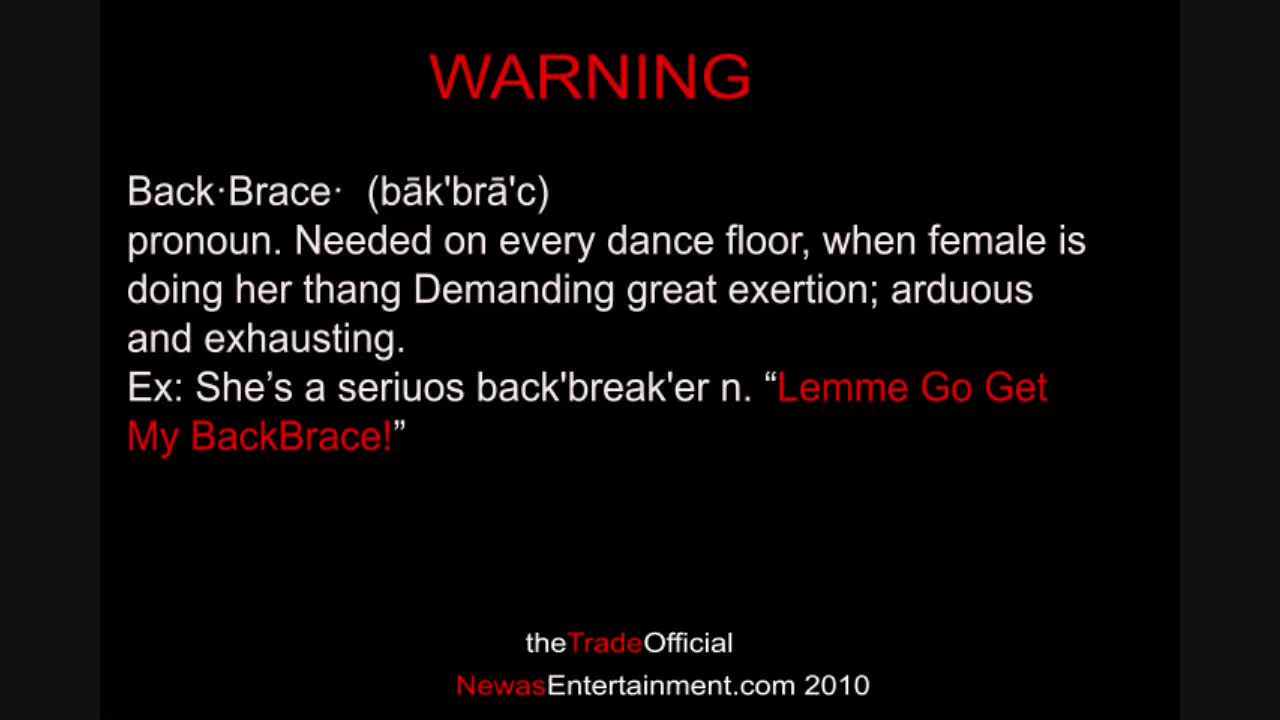 WARNING
Back·Brace·  (bāk'brā'c)
pronoun. Needed on every dance floor, when female is
doing her thang Demanding great exertion; arduous
and exhausting.
Ex: She’s a seriuos back'break'er n. “Lemme Go Get
My BackBrace!”
theTradeOfficial
NewasEntertainment.com 2010